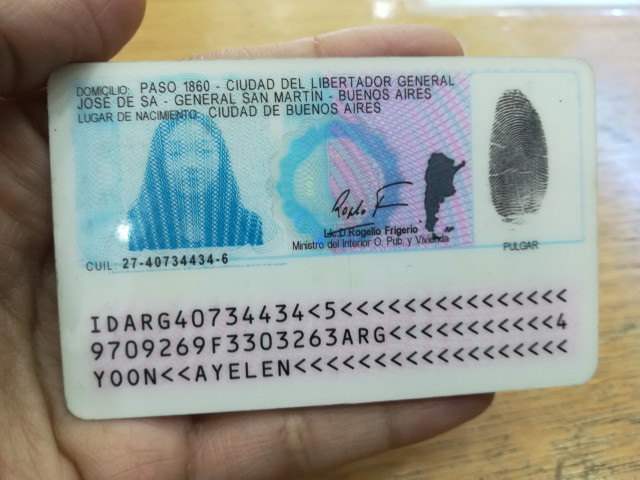 DOMICILIO: PASO 1860 - CIUDAD DEL LIBERTADOR GENERAL
JOSE DE SA - GENERAL SAN MARTÍN - BUENOS AIRES
LUGAR DE NACIMIENTO: CIUDAD DE BUENOS AIRES
Lic.D.Rogelio Frigerio
Ministro del Interior O. Pub. y Vivienda
PULGAR
CUIL: 27-40734434-6
IDARG40734434<5<<<<<<<<<<<<<<<
9709269F3303263ARG<<<<<<<<<<<4
YOON<<AYELEN<<<<<<<<<<<<<<<<<<